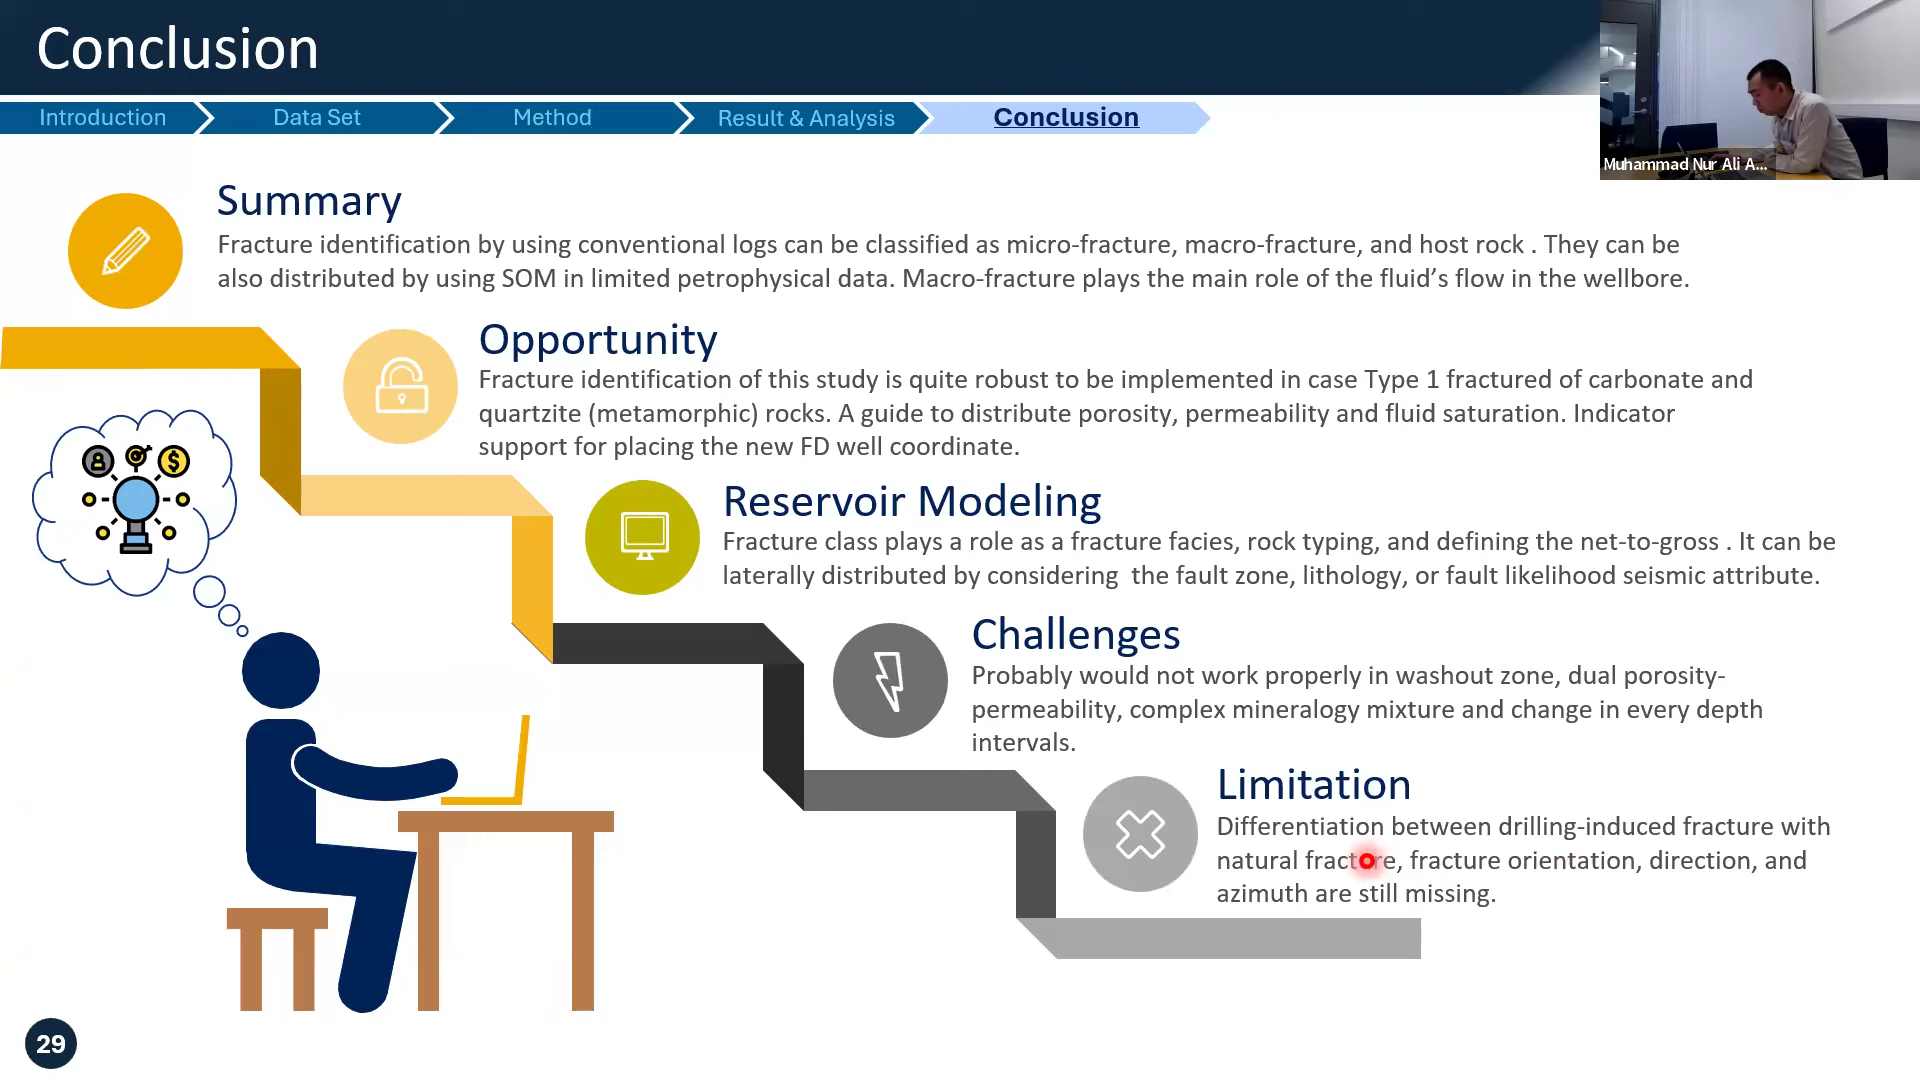 Conclusion
Introduction
Data Set
Method
Result & Analysis
Conclusion
Muhammad Nur Ali A...
Summary
Fracture identification by using conventional logs can be classified as micro-fracture, macro-fracture, and host rock . They can be
also distributed by using SOM in limited petrophysical data. Macro-fracture plays the main role of the fluid’s flow in the wellbore.
Opportunity
Fracture identification of this study is quite robust to be implemented in case Type 1 fractured of carbonate and
quartzite (metamorphic) rocks. A guide to distribute porosity, permeability and fluid saturation. Indicator
support for placing the new FD well coordinate.
Reservoir Modeling
Fracture class plays a role as a fracture facies, rock typing, and defining the net-to-gross . It can be
laterally distributed by considering  the fault zone, lithology, or fault likelihood seismic attribute.
Challenges
Probably would not work properly in washout zone, dual porosity-
permeability, complex mineralogy mixture and change in every depth
intervals.
Limitation
Differentiation between drilling-induced fracture with
natural fracture, fracture orientation, direction, and
azimuth are still missing.
$
29